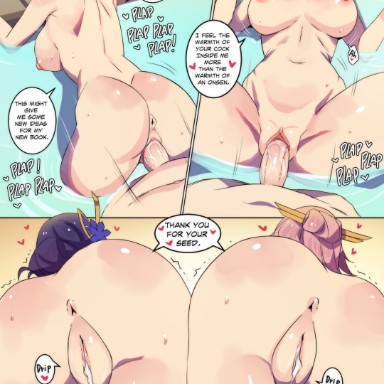 PLAP
PLAP PLAP
PLAP!
THIS MIGHT
GIVE ME
SOME NEW
IDEAS FOR
MY NEW
BOOK.
PLAP!
PLAP PLAP
I FEEL THE
WARMTH OF
YOUR COCK
INSIDE ME
MORE
THAN THE
WARMTH OF
AN ONSEN.
PLAP PLAP
PLAP
THANK YOU
FOR YOUR
SEED.
Drip
Drip